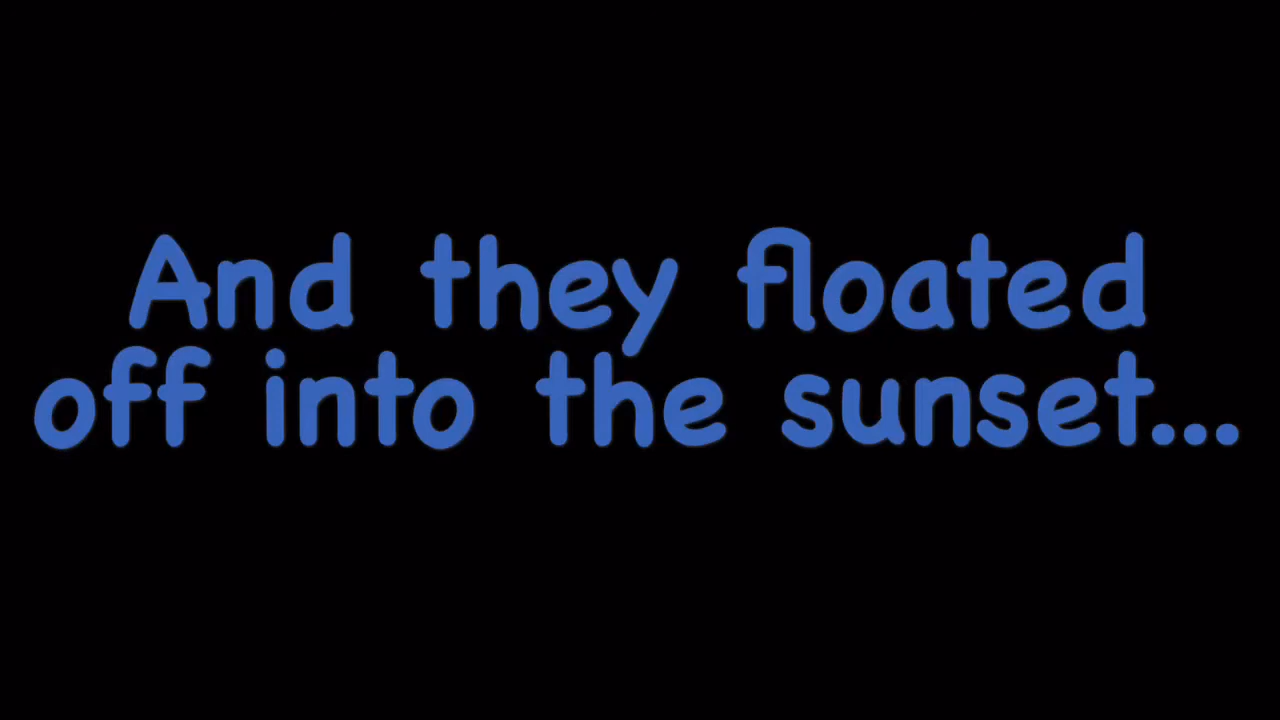 And they floated
off into the sunset...